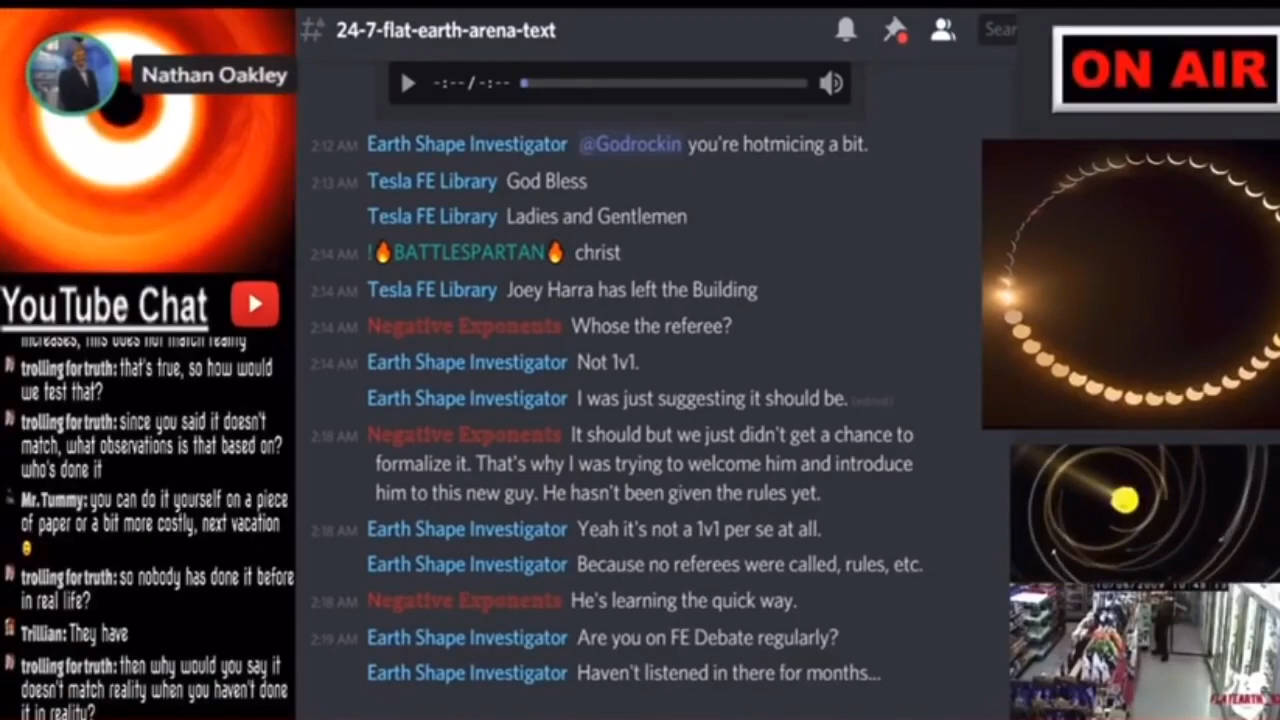 24-7-flat-earth-arena-text
Sear
ON AIR
Nathan Oakley
-:--/-:--
2:12 AM Earth Shape Investigator @Godrockin you're hotmicing a bit.
2:13 AM Tesla FE Library God Bless
Tesla FE Library Ladies and Gentlemen
2:14 AM !🔥BATTLESPARTAN🔥 christ
2:14 AM Tesla FE Library Joey Harra has left the Building
2:14 AM Negative Exponents Whose the referee?
2:14 AM Earth Shape Investigator Not 1v1.
Earth Shape Investigator I was just suggesting it should be. (edited)
2:18 AM Negative Exponents It should but we just didn't get a chance to
formalize it. That's why I was trying to welcome him and introduce
him to this new guy. He hasn't been given the rules yet.
2:18 AM Earth Shape Investigator Yeah it's not a 1v1 per se at all.
Earth Shape Investigator Because no referees were called, rules, etc.
2:18 AM Negative Exponents He's learning the quick way.
2:19 AM Earth Shape Investigator Are you on FE Debate regularly?
Earth Shape Investigator Haven't listened in there for months...
YouTube Chat
increases, this does not match reality
trolling for truth: that's true, so how would
we test that?
trolling for truth: since you said it doesn't
match, what observations is that based on?
who's done it
Mr. Tummy: you can do it yourself on a piece
of paper or a bit more costly, next vacation
trolling for truth: so nobody has done it before
in real life?
Trillian: They have
trolling for truth: then why would you say it
doesn't match reality when you haven't done
it in reality?